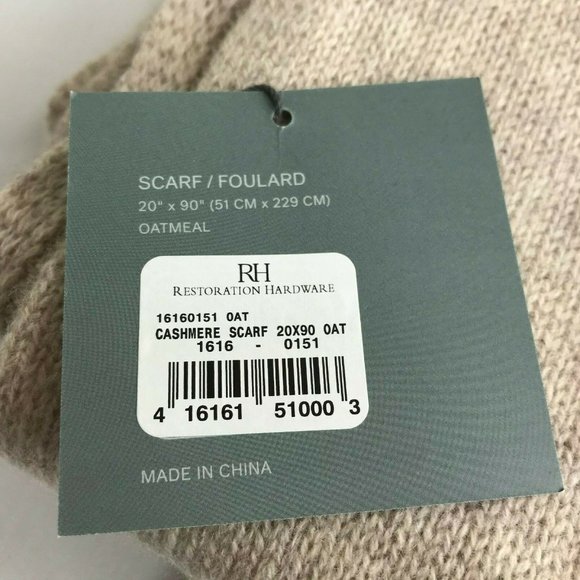 SCARF / FOULARD
20" x 90" (51 CM x 229 CM)
OATMEAL
RH
RESTORATION HARDWARE
16160151 OAT
CASHMERE SCARF 20X90 OAT
1616 - 0151
4 16161 51000 3
MADE IN CHINA